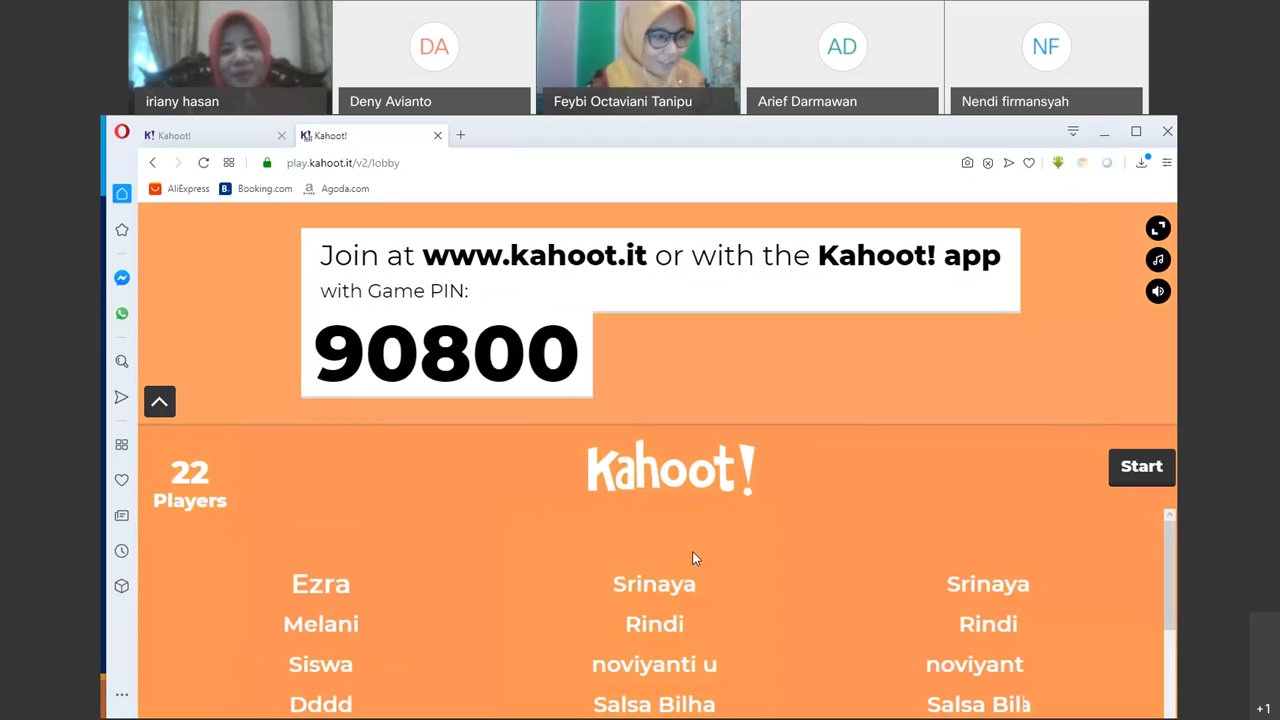 DA
AD
NF
iriany hasan
Deny Avianto
Feybi Octaviani Tanipu
Arief Darmawan
Nendi firmansyah
K! Kahoot!
K! Kahoot!
play.kahoot.it/v2/lobby
AliExpress
B. Booking.com
a Agoda.com
Join at www.kahoot.it or with the Kahoot! app
with Game PIN:
90800
Kahoot!
22
Players
Start
Ezra
Srinaya
Srinaya
Melani
Rindi
Rindi
Siswa
noviyanti u
noviyant
Dddd
Salsa Bilha
Salsa Bilh
+1